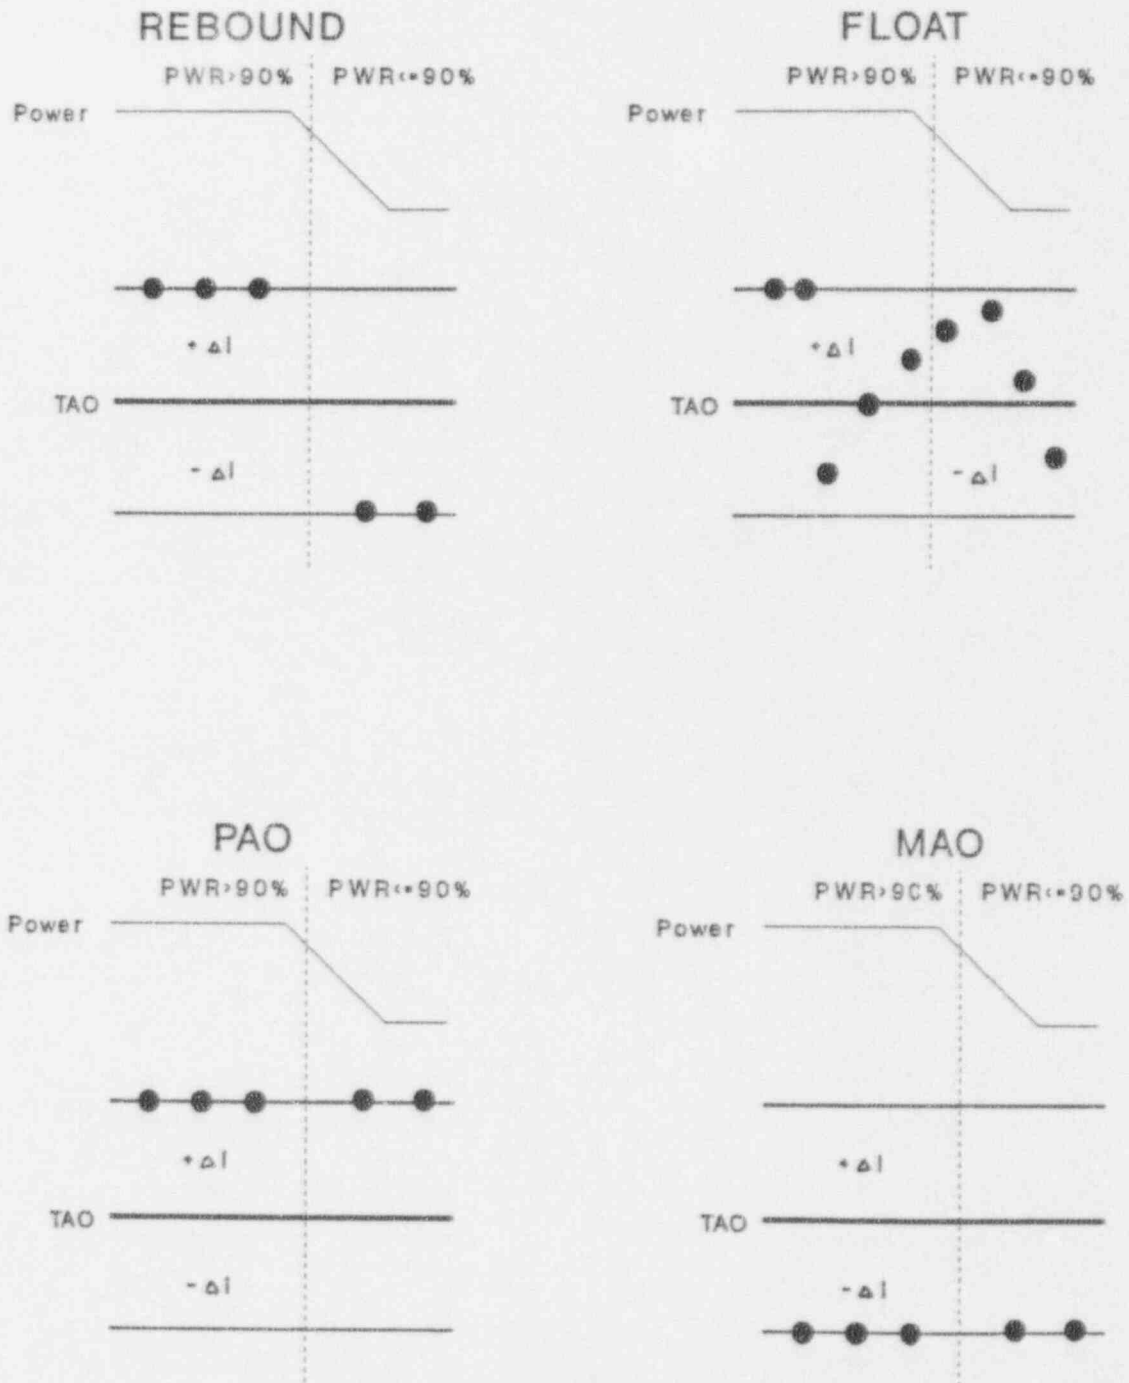 REBOUND
PWR>90% PWR<=90%
Power
+ΔI
TAO
-ΔI
FLOAT
PWR>90% PWR<=90%
Power
+ΔI
TAO
-ΔI
PAO
PWR>90% PWR<=90%
Power
+ΔI
TAO
-ΔI
MAO
PWR>90% PWR<=90%
Power
+ΔI
TAO
-ΔI